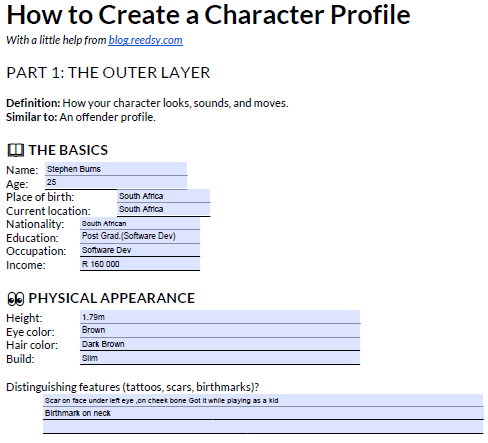 How to Create a Character Profile
With a little help from blog.reedsy.com
PART 1: THE OUTER LAYER
Definition: How your character looks, sounds, and moves.
Similar to: An offender profile.
THE BASICS
Name: Stephen Burns
Age: 25
Place of birth: South Africa
Current location: South Africa
Nationality: South African
Education: Post Grad.(Software Dev)
Occupation: Software Dev
Income: R 160 000
PHYSICAL APPEARANCE
Height: 1.79m
Eye color: Brown
Hair color: Dark Brown
Build: Slim
Distinguishing features (tattoos, scars, birthmarks)?
Scar on face under left eye ,on cheek bone Got it while playing as a kid
Birthmark on neck